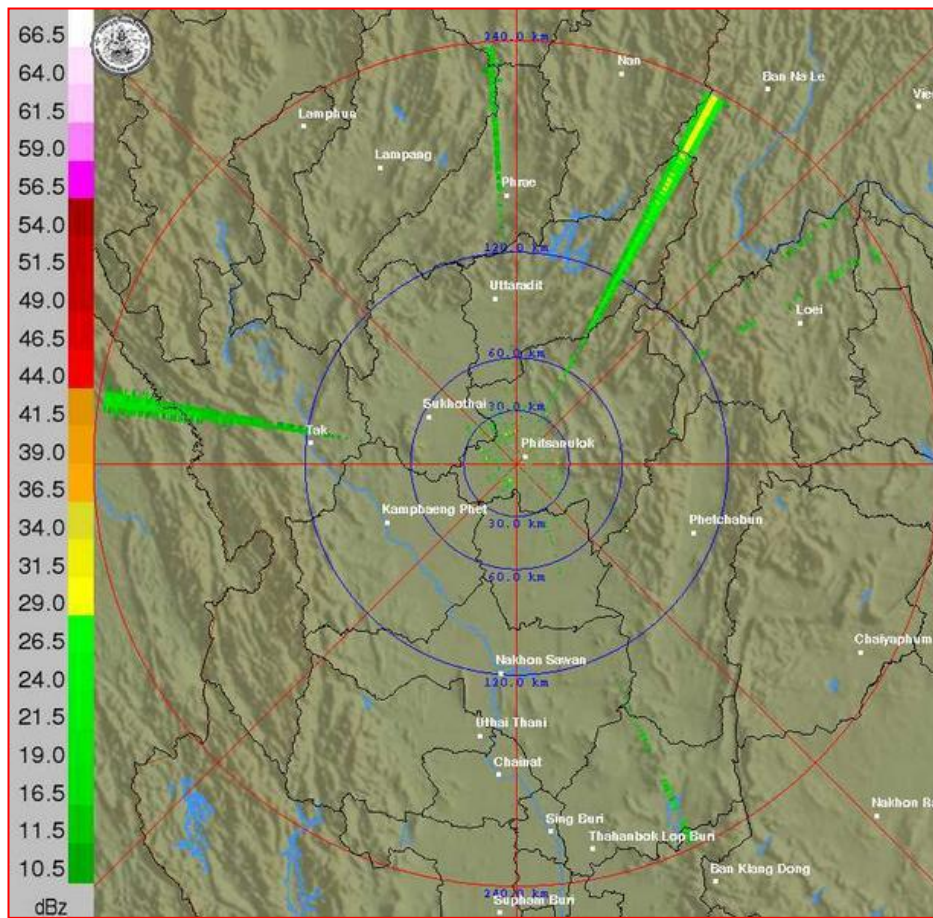 66.5
64.0
61.5
59.0
56.5
54.0
51.5
49.0
46.5
44.0
41.5
39.0
36.5
34.0
31.5
29.0
26.5
24.0
21.5
19.0
16.5
11.5
10.5
dBz
240.0 km
Nan
Ban Na Le
Lamphun
Lampang
Phrae
120.0 km
Uttaradit
Loei
60.0 km
30.0 km
Sukhothai
Tak
Phitsanulok
Kamphaeng Phet
30.0 km
Phetchabun
60.0 km
Chaiyaphum
Nakhon Sawan
120.0 km
Uthai Thani
Chainat
Sing Buri
Thahanbok Lop Buri
Ban Klang Dong
240.0 km
Supham Buri